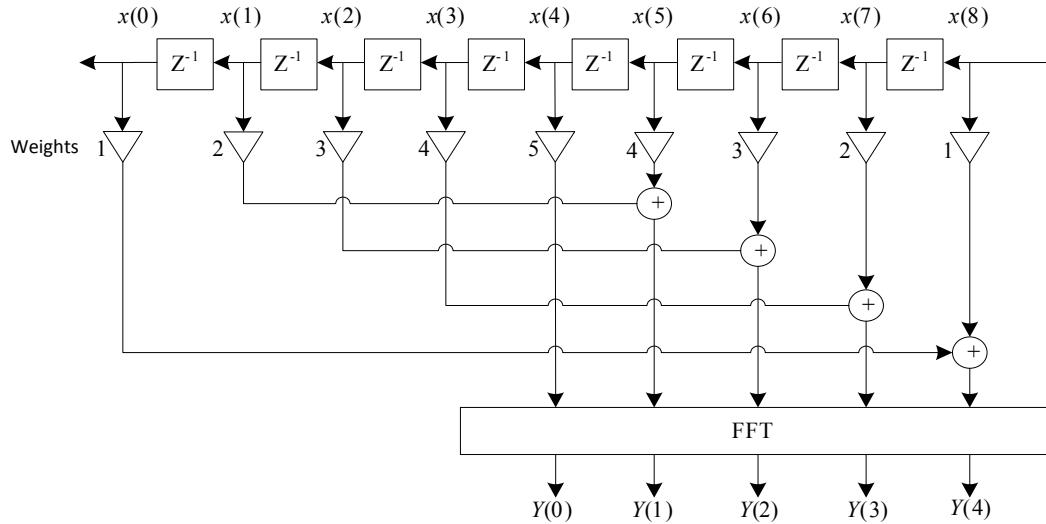 x(0) x(1) x(2) x(3) x(4) x(5) x(6) x(7) x(8)
Z⁻¹ Z⁻¹ Z⁻¹ Z⁻¹ Z⁻¹ Z⁻¹ Z⁻¹ Z⁻¹
Weights 1 2 3 4 5 4 3 2 1
+
+
+
+
FFT
Y(0) Y(1) Y(2) Y(3) Y(4)